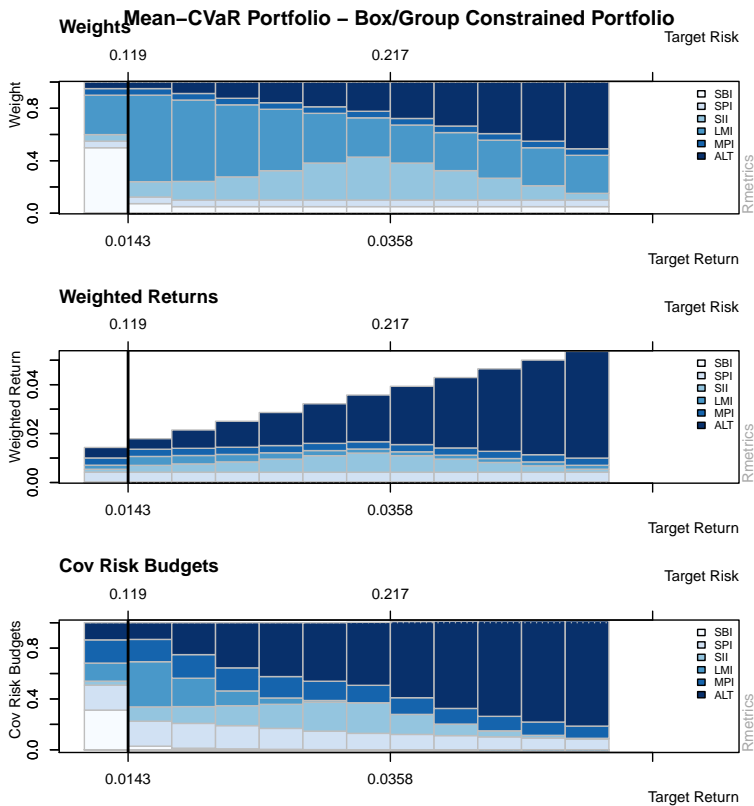 Mean−CVaR Portfolio − Box/Group Constrained Portfolio
Weights
Target Risk
0.119 0.217
Weight
0.0 0.4 0.8
SBI
SPI
SII
LMI
MPI
ALT
Rmetrics
0.0143 0.0358
Target Return
Weighted Returns
Target Risk
0.119 0.217
Weighted Return
0.00 0.02 0.04
SBI
SPI
SII
LMI
MPI
ALT
Rmetrics
0.0143 0.0358
Target Return
Cov Risk Budgets
Target Risk
0.119 0.217
Cov Risk Budgets
0.0 0.4 0.8
SBI
SPI
SII
LMI
MPI
ALT
Rmetrics
0.0143 0.0358
Target Return